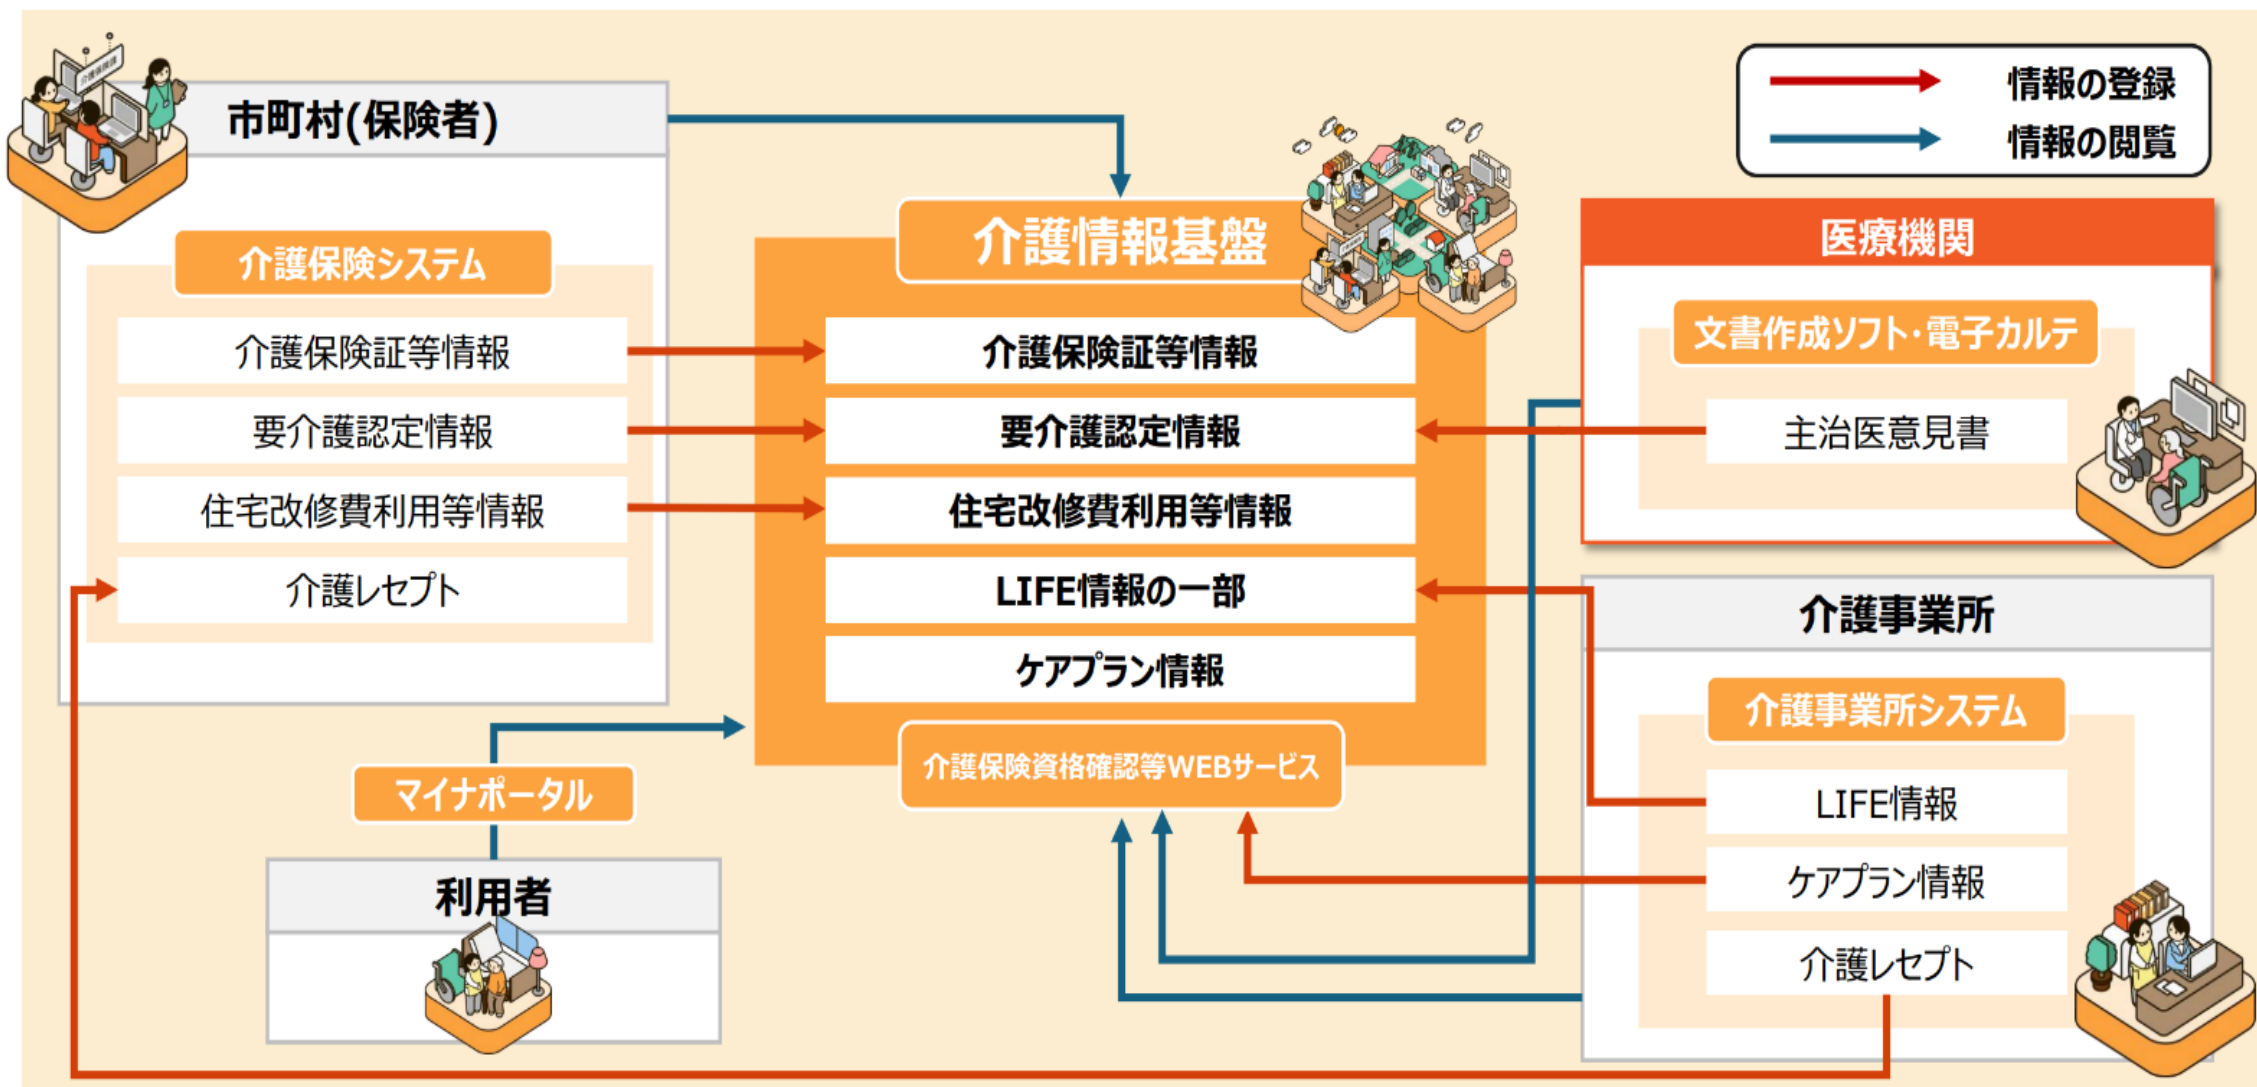 介護保険課
市町村(保険者)
介護保険システム
介護保険証等情報
要介護認定情報
住宅改修費利用等情報
介護レセプト
マイナポータル
利用者
介護情報基盤
介護保険証等情報
要介護認定情報
住宅改修費利用等情報
LIFE情報の一部
ケアプラン情報
介護保険資格確認等WEBサービス
情報の登録
情報の閲覧
医療機関
文書作成ソフト・電子カルテ
主治医意見書
介護事業所
介護事業所システム
LIFE情報
ケアプラン情報
介護レセプト